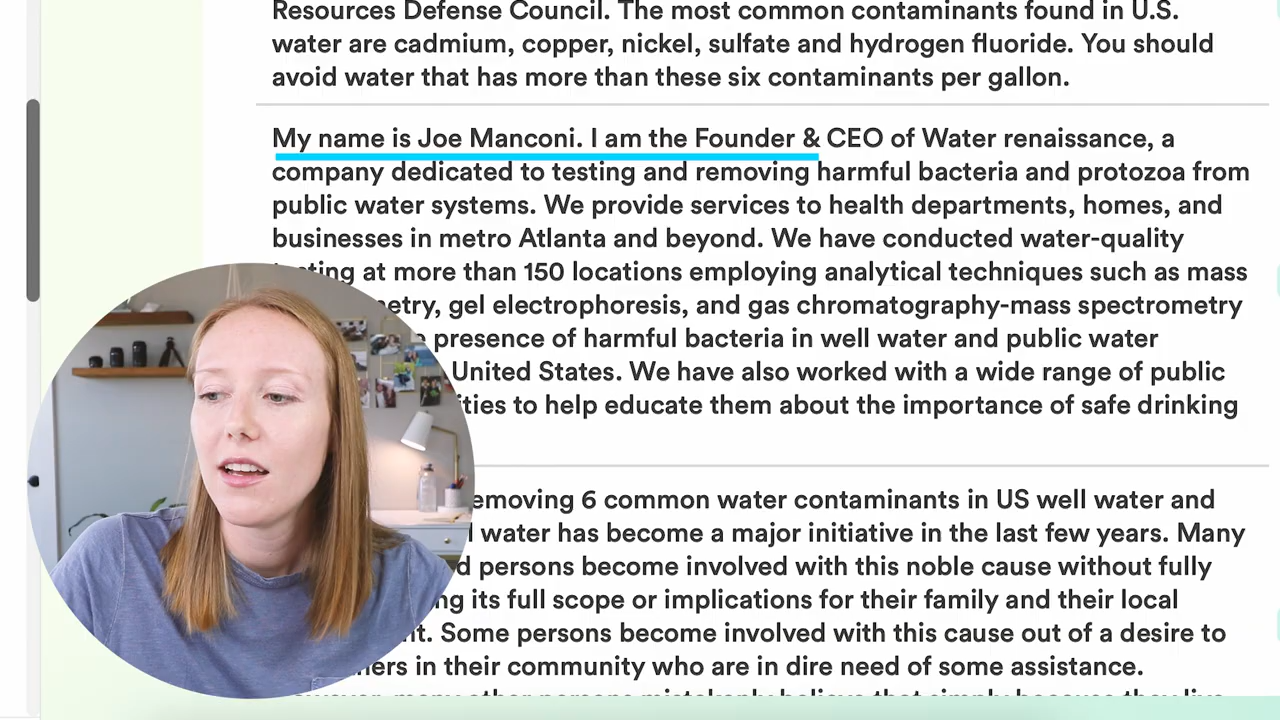 Resources Defense Council. The most common contaminants found in U.S.
water are cadmium, copper, nickel, sulfate and hydrogen fluoride. You should
avoid water that has more than these six contaminants per gallon.
My name is Joe Manconi. I am the Founder & CEO of Water renaissance, a
company dedicated to testing and removing harmful bacteria and protozoa from
public water systems. We provide services to health departments, homes, and
businesses in metro Atlanta and beyond. We have conducted water-quality
at more than 150 locations employing analytical techniques such as mass
gel electrophoresis, and gas chromatography-mass spectrometry
presence of harmful bacteria in well water and public water
United States. We have also worked with a wide range of public
to help educate them about the importance of safe drinking
6 common water contaminants in US well water and
water has become a major initiative in the last few years. Many
persons become involved with this noble cause without fully
its full scope or implications for their family and their local
Some persons become involved with this cause out of a desire to
in their community who are in dire need of some assistance.